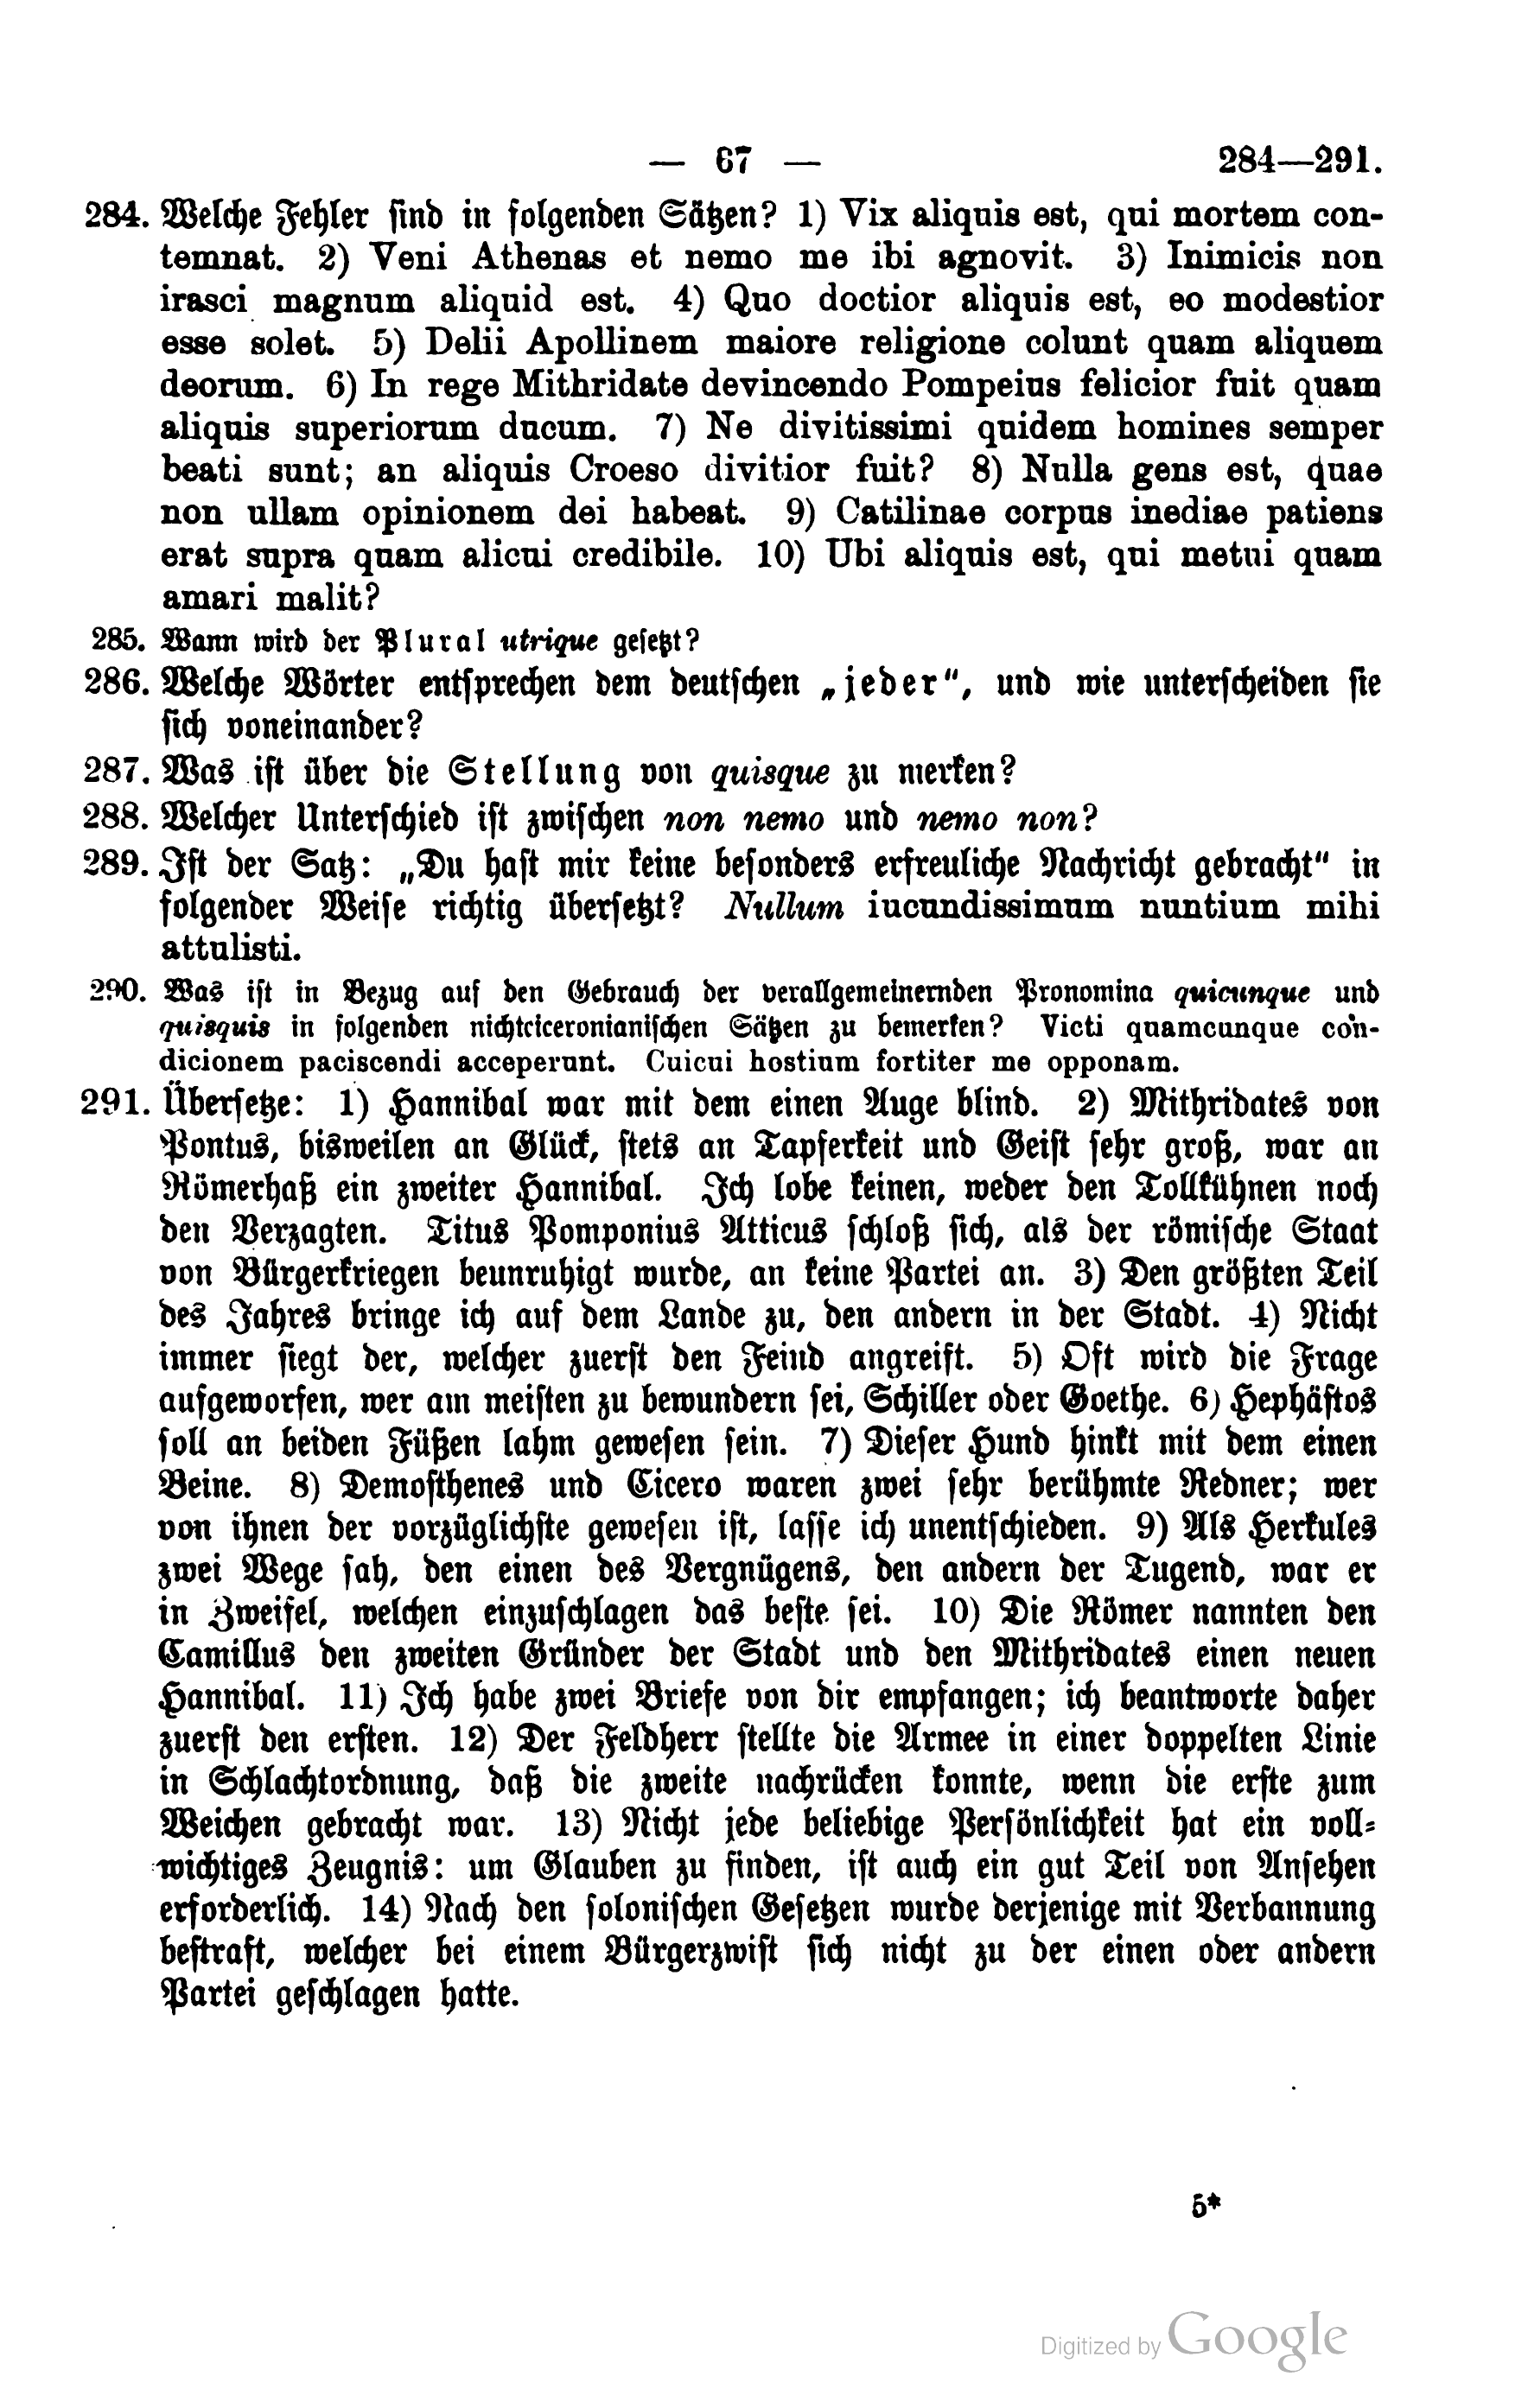 — 67 — 284—291.
284. Welche Fehler sind in folgenden Sätzen? 1) Vix aliquis est, qui mortem con-
temnat. 2) Veni Athenas et nemo me ibi agnovit. 3) Inimicis non
irasci magnum aliquid est. 4) Quo doctior aliquis est, eo modestior
esse solet. 5) Delii Apollinem maiore religione colunt quam aliquem
deorum. 6) In rege Mithridate devincendo Pompeius felicior fuit quam
aliquis superiorum ducum. 7) Ne divitissimi quidem homines semper
beati sunt; an aliquis Croeso divitior fuit? 8) Nulla gens est, quae
non ullam opinionem dei habeat. 9) Catilinae corpus inediae patiens
erat supra quam alicui credibile. 10) Ubi aliquis est, qui metui quam
amari malit?
285. Wann wird der Plural utrique gesetzt?
286. Welche Wörter entsprechen dem deutschen „jeder", und wie unterscheiden sie
sich voneinander?
287. Was ist über die Stellung von quisque zu merken?
288. Welcher Unterschied ist zwischen non nemo und nemo non?
289. Ist der Satz: „Du hast mir keine besonders erfreuliche Nachricht gebracht" in
folgender Weise richtig übersetzt? Nullum iucundissimum nuntium mihi
attulisti.
290. Was ist in Bezug auf den Gebrauch der verallgemeinernden Pronomina quicunque und
quisquis in folgenden nichtciceronianischen Sätzen zu bemerken? Victi quamcunque con-
dicionem paciscendi acceperunt. Cuicui hostium fortiter me opponam.
291. Übersetze: 1) Hannibal war mit dem einen Auge blind. 2) Mithridates von
Pontus, bisweilen an Glück, stets an Tapferkeit und Geist sehr groß, war an
Römerhaß ein zweiter Hannibal. Ich lobe keinen, weder den Tollkühnen noch
den Verzagten. Titus Pomponius Atticus schloß sich, als der römische Staat
von Bürgerkriegen beunruhigt wurde, an keine Partei an. 3) Den größten Teil
des Jahres bringe ich auf dem Lande zu, den andern in der Stadt. 4) Nicht
immer siegt der, welcher zuerst den Feind angreift. 5) Oft wird die Frage
aufgeworfen, wer am meisten zu bewundern sei, Schiller oder Goethe. 6) Hephästos
soll an beiden Füßen lahm gewesen sein. 7) Dieser Hund hinkt mit dem einen
Beine. 8) Demosthenes und Cicero waren zwei sehr berühmte Redner; wer
von ihnen der vorzüglichste gewesen ist, lasse ich unentschieden. 9) Als Herkules
zwei Wege sah, den einen des Vergnügens, den andern der Tugend, war er
in Zweifel, welchen einzuschlagen das beste sei. 10) Die Römer nannten den
Camillus den zweiten Gründer der Stadt und den Mithridates einen neuen
Hannibal. 11) Ich habe zwei Briefe von dir empfangen; ich beantworte daher
zuerst den ersten. 12) Der Feldherr stellte die Armee in einer doppelten Linie
in Schlachtordnung, daß die zweite nachrücken konnte, wenn die erste zum
Weichen gebracht war. 13) Nicht jede beliebige Persönlichkeit hat ein voll-
wichtiges Zeugnis: um Glauben zu finden, ist auch ein gut Teil von Ansehen
erforderlich. 14) Nach den solonischen Gesetzen wurde derjenige mit Verbannung
bestraft, welcher bei einem Bürgerzwist sich nicht zu der einen oder andern
Partei geschlagen hatte.
5*
Digitized by Google